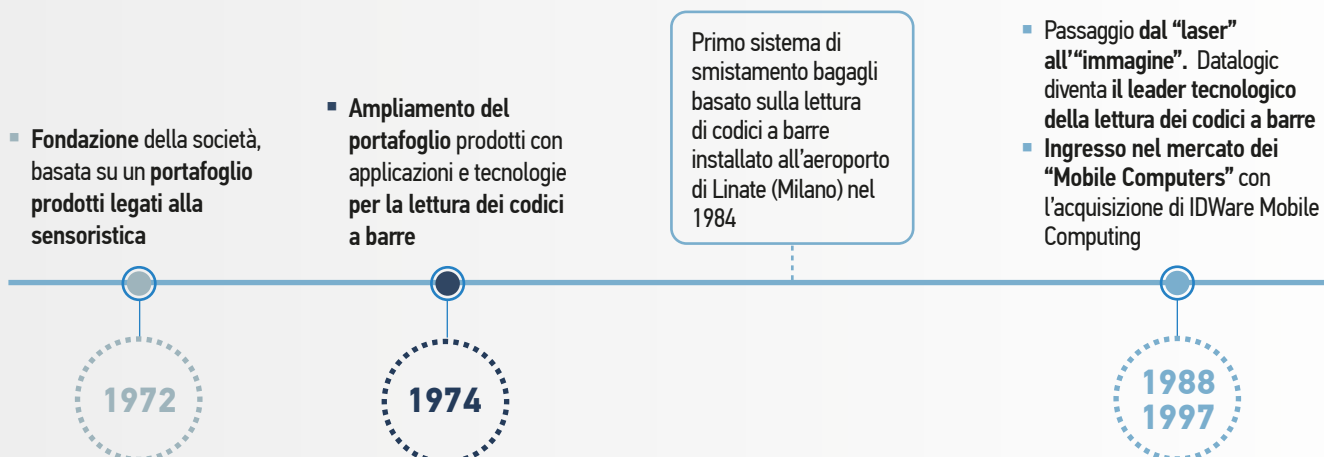 ▪ Fondazione della società,
basata su un portafoglio
prodotti legati alla
sensoristica
1972
▪ Ampliamento del
portafoglio prodotti con
applicazioni e tecnologie
per la lettura dei codici
a barre
1974
Primo sistema di
smistamento bagagli
basato sulla lettura
di codici a barre
installato all’aeroporto
di Linate (Milano) nel
1984
▪ Passaggio dal “laser”
all’“immagine”. Datalogic
diventa il leader tecnologico
della lettura dei codici a barre
▪ Ingresso nel mercato dei
“Mobile Computers” con
l’acquisizione di IDWare Mobile
Computing
1988
1997